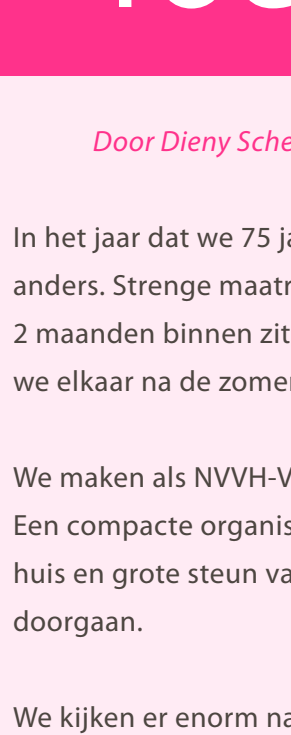 Door Dieny Sche
In het jaar dat we 75 ja
anders. Strenge maatr
2 maanden binnen zit
we elkaar na de zomer
We maken als NVVH-V
Een compacte organis
huis en grote steun va
doorgaan.
We kijken er enorm na